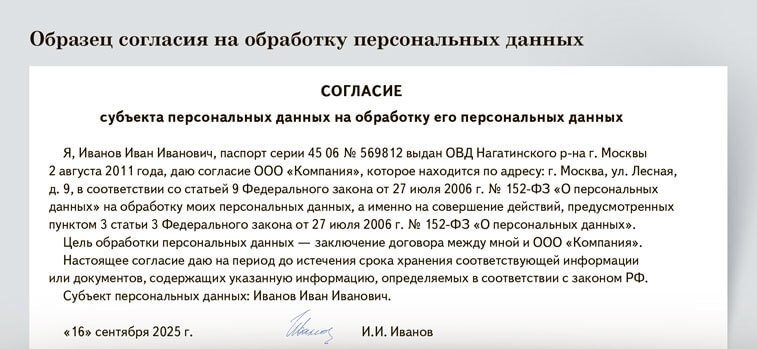 Образец согласия на обработку персональных данных
СОГЛАСИЕ
субъекта персональных данных на обработку его персональных данных
Я, Иванов Иван Иванович, паспорт серии 45 06 № 569812 выдан ОВД Нагатинского р-на г. Москвы
2 августа 2011 года, даю согласие ООО «Компания», которое находится по адресу: г. Москва, ул. Лесная,
д. 9, в соответствии со статьей 9 Федерального закона от 27 июля 2006 г. № 152-ФЗ «О персональных
данных» на обработку моих персональных данных, а именно на совершение действий, предусмотренных
пунктом 3 статьи 3 Федерального закона от 27 июля 2006 г. № 152-ФЗ «О персональных данных».
Цель обработки персональных данных — заключение договора между мной и ООО «Компания».
Настоящее согласие даю на период до истечения срока хранения соответствующей информации
или документов, содержащих указанную информацию, определяемых в соответствии с законом РФ.
Субъект персональных данных: Иванов Иван Иванович.
«16» сентября 2025 г. Иванов И.И. Иванов